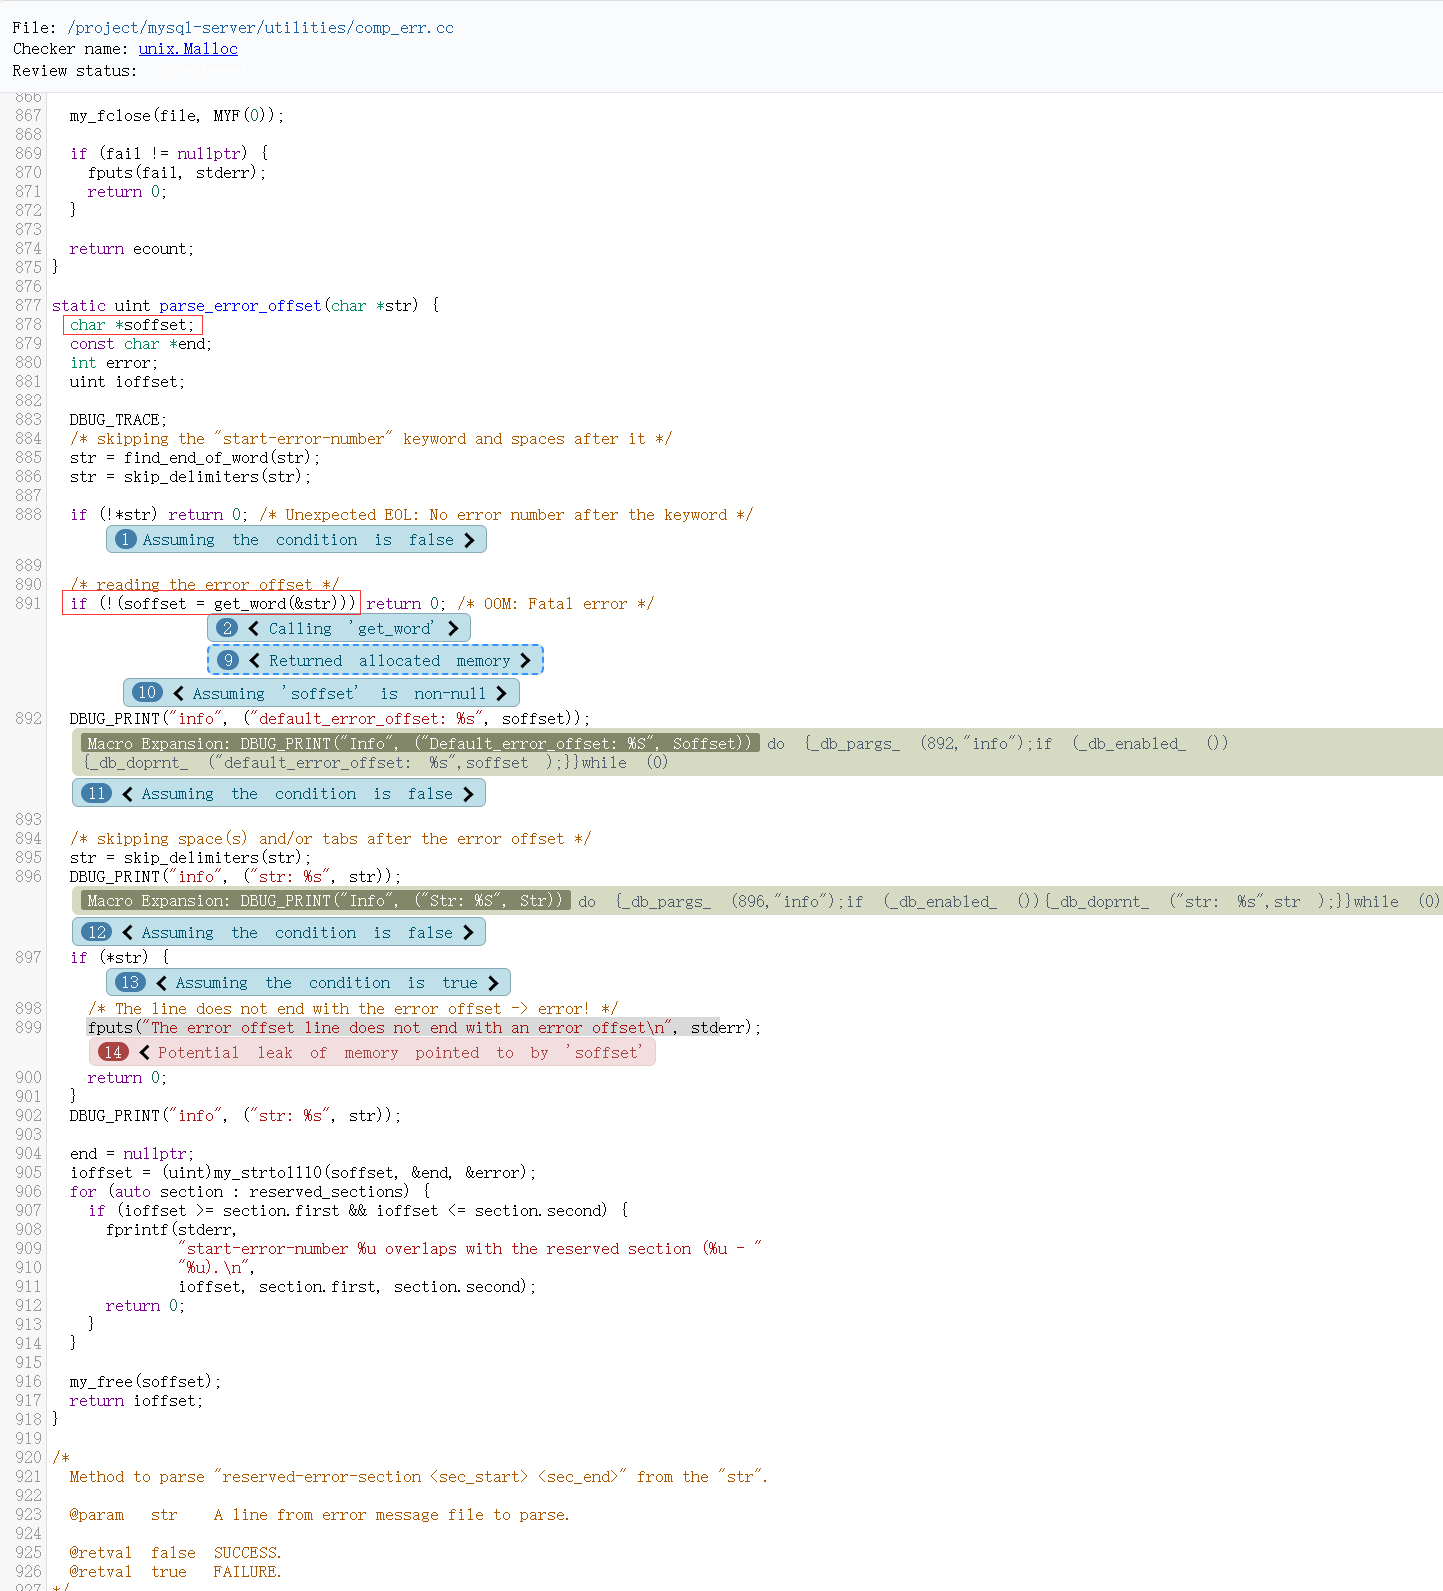 File: /project/mysql-server/utilities/comp_err.cc
Checker name: unix.Malloc
Review status:
866
867 my_fclose(file, MYF(0));
868
869 if (fail != nullptr) {
870 fputs(fail, stderr);
871 return 0;
872 }
873
874 return ecount;
875 }
876
877 static uint parse_error_offset(char *str) {
878 char *soffset;
879 const char *end;
880 int error;
881 uint ioffset;
882
883 DBUG_TRACE;
884 /* skipping the "start-error-number" keyword and spaces after it */
885 str = find_end_of_word(str);
886 str = skip_delimiters(str);
887
888 if (!*str) return 0; /* Unexpected EOL: No error number after the keyword */
1 Assuming the condition is false >
889
890 /* reading the error offset */
891 if (!(soffset = get_word(&str))) return 0; /* OOM: Fatal error */
2 < Calling 'get_word' >
9 < Returned allocated memory >
10 < Assuming 'soffset' is non-null >
892 DBUG_PRINT("info", ("default_error_offset: %s", soffset));
Macro Expansion: DBUG_PRINT("Info", ("Default_error_offset: %S", Soffset)) do {_db_pargs_ (892,"info");if (_db_enabled_ ())
{_db_doprnt_ ("default_error_offset: %s",soffset );}}while (0)
11 < Assuming the condition is false >
893
894 /* skipping space(s) and/or tabs after the error offset */
895 str = skip_delimiters(str);
896 DBUG_PRINT("info", ("str: %s", str));
Macro Expansion: DBUG_PRINT("Info", ("Str: %S", Str)) do {_db_pargs_ (896,"info");if (_db_enabled_ ()){_db_doprnt_ ("str: %s",str );}}while (0)
12 < Assuming the condition is false >
897 if (*str) {
13 < Assuming the condition is true >
898 /* The line does not end with the error offset -> error! */
899 fputs("The error offset line does not end with an error offset\n", stderr);
14 < Potential leak of memory pointed to by 'soffset'
900 return 0;
901 }
902 DBUG_PRINT("info", ("str: %s", str));
903
904 end = nullptr;
905 ioffset = (uint)my_strtoll10(soffset, &end, &error);
906 for (auto section : reserved_sections) {
907 if (ioffset >= section.first && ioffset <= section.second) {
908 fprintf(stderr,
909 "start-error-number %u overlaps with the reserved section (%u - "
910 "%u).\n",
911 ioffset, section.first, section.second);
912 return 0;
913 }
914 }
915
916 my_free(soffset);
917 return ioffset;
918 }
919
920 /*
921 Method to parse "reserved-error-section <sec_start> <sec_end>" from the "str".
922
923 @param str A line from error message file to parse.
924
925 @retval false SUCCESS.
926 @retval true FAILURE.
927 */